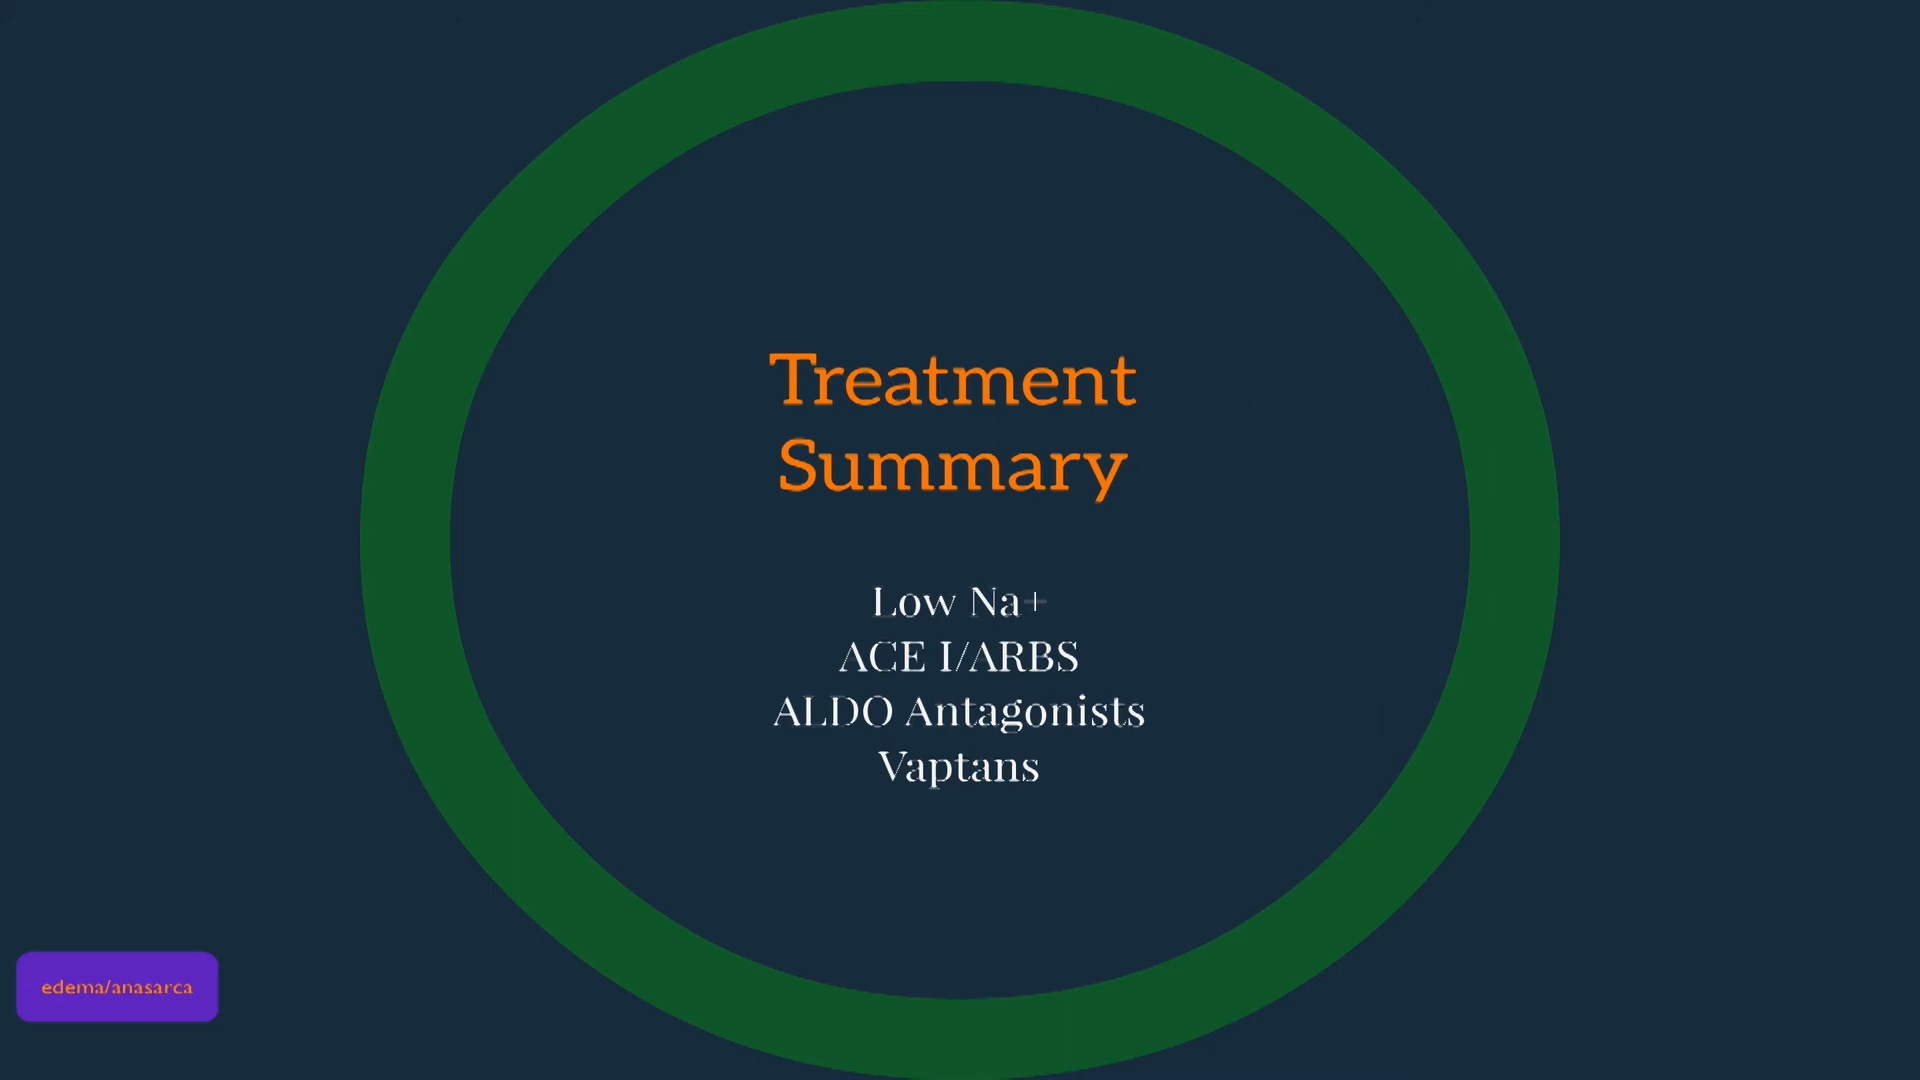 Treatment
Summary
Low Na+
ACE I/ARBS
ALDO Antagonists
Vaptans
edema/anasarca